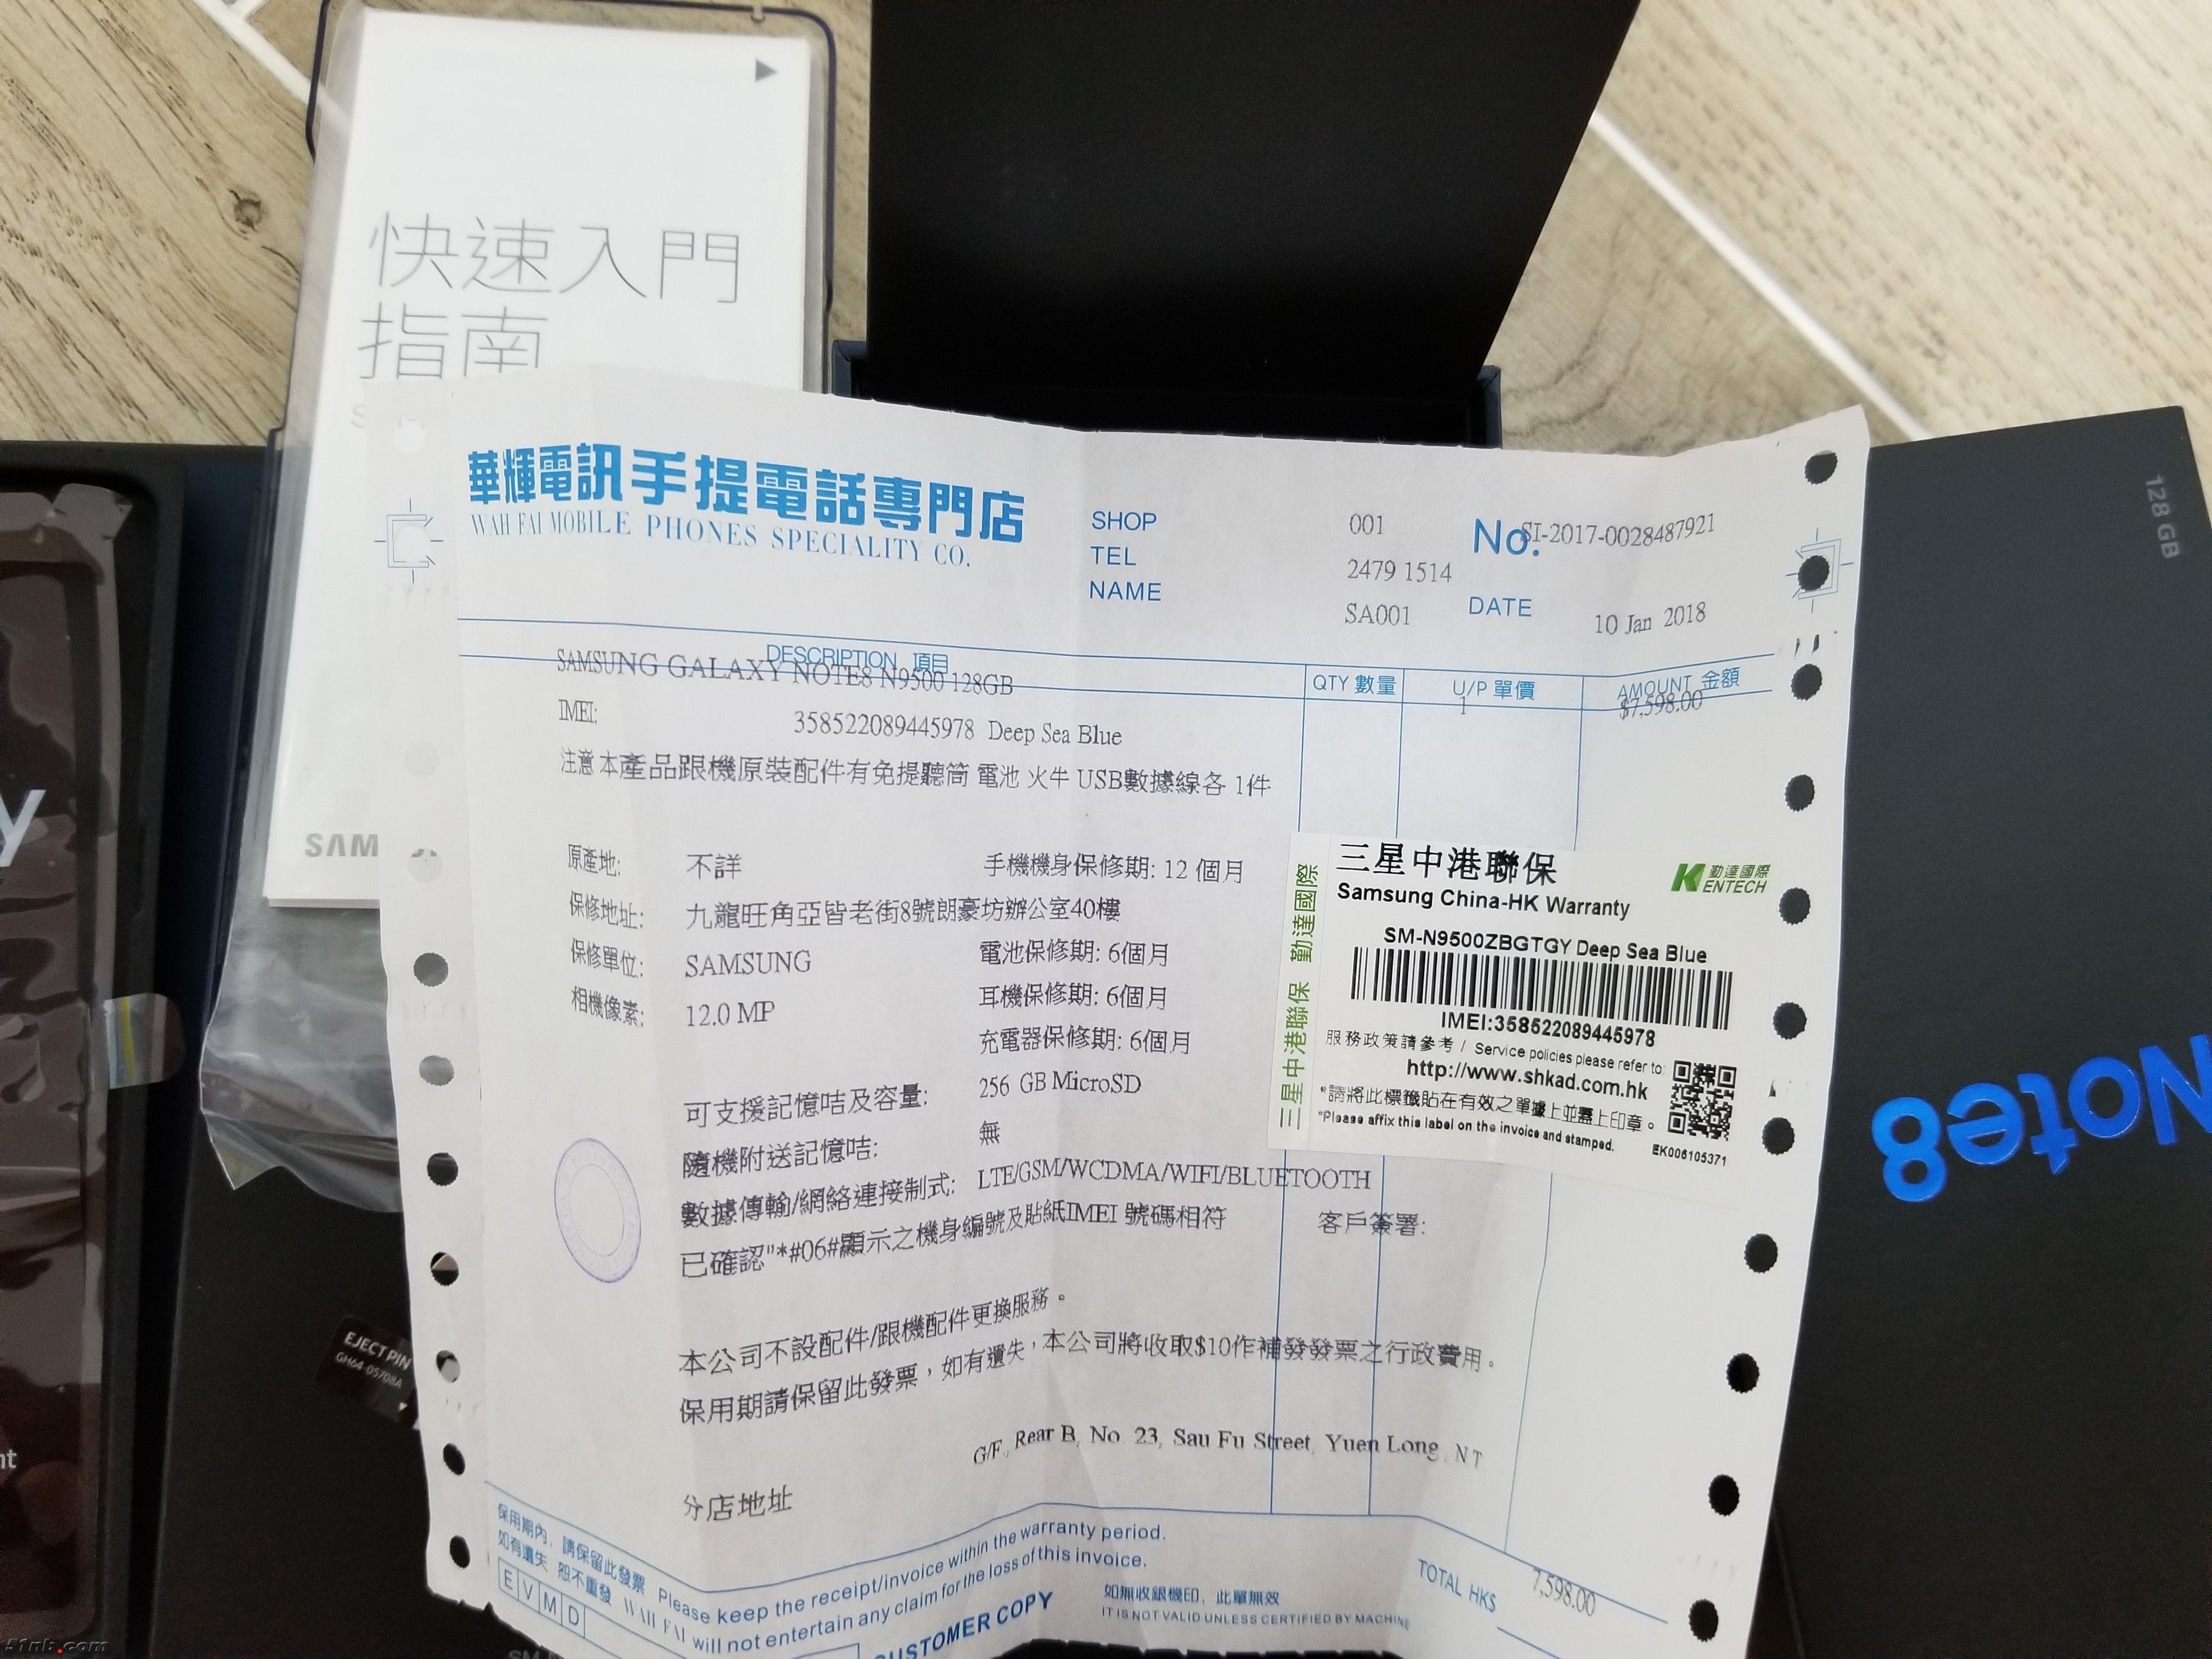 快速入門
指南
SAM
128 GB
Note8
y
nt
EJECT PIN
GH64-05708A
華輝電訊手提電話專門店
WAH FAI MOBILE PHONES SPECIALITY CO.
SHOP 001
TEL 2479 1514
NAME SA001
No. SI-2017-0028487921
DATE 10 Jan 2018
DESCRIPTION 項目 QTY 數量 U/P 單價 AMOUNT 金額
SAMSUNG GALAXY NOTE8 N9500 128GB 1 $7,598.00
IMEI: 358522089445978 Deep Sea Blue
注意本產品跟機原裝配件有免提聽筒 電池 火牛 USB數據線各 1件
原產地: 不詳 手機機身保修期: 12 個月
保修地址: 九龍旺角亞皆老街8號朗豪坊辦公室40樓
保修單位: SAMSUNG 電池保修期: 6個月
耳機保修期: 6個月
相機像素: 12.0 MP
充電器保修期: 6個月
可支援記憶咭及容量: 256 GB MicroSD
隨機附送記憶咭: 無
數據傳輸/網絡連接制式: LTE/GSM/WCDMA/WIFI/BLUETOOTH
已確認"*#06#顯示之機身編號及貼紙IMEI 號碼相符 客戶簽署:
本公司不設配件/跟機配件更換服務。
保用期請保留此發票，如有遺失，本公司將收取$10作補發發票之行政費用。
G/F., Rear B, No. 23, Sau Fu Street, Yuen Long, N T
分店地址
保用期內, 請保留此發票 Please keep the receipt/invoice within the warranty period.
如有遺失 恕不重發 WAH FAI will not entertain any claim for the loss of this invoice.
E V M D
CUSTOMER COPY
如無收銀機印, 此單無效
IT IS NOT VALID UNLESS CERTIFIED BY MACHINE
TOTAL HK$ 7,598.00
三星中港聯保 勤達國際
三星中港聯保
Samsung China-HK Warranty
勤達國際
KENTECH
SM-N9500ZBGTGY Deep Sea Blue
IMEI:358522089445978
服務政策請參考 / Service policies please refer to:
http://www.shkad.com.hk
*請將此標籤貼在有效之單據上並蓋上印章。
*Please affix this label on the invoice and stamped.
EK006105371
51nb.com